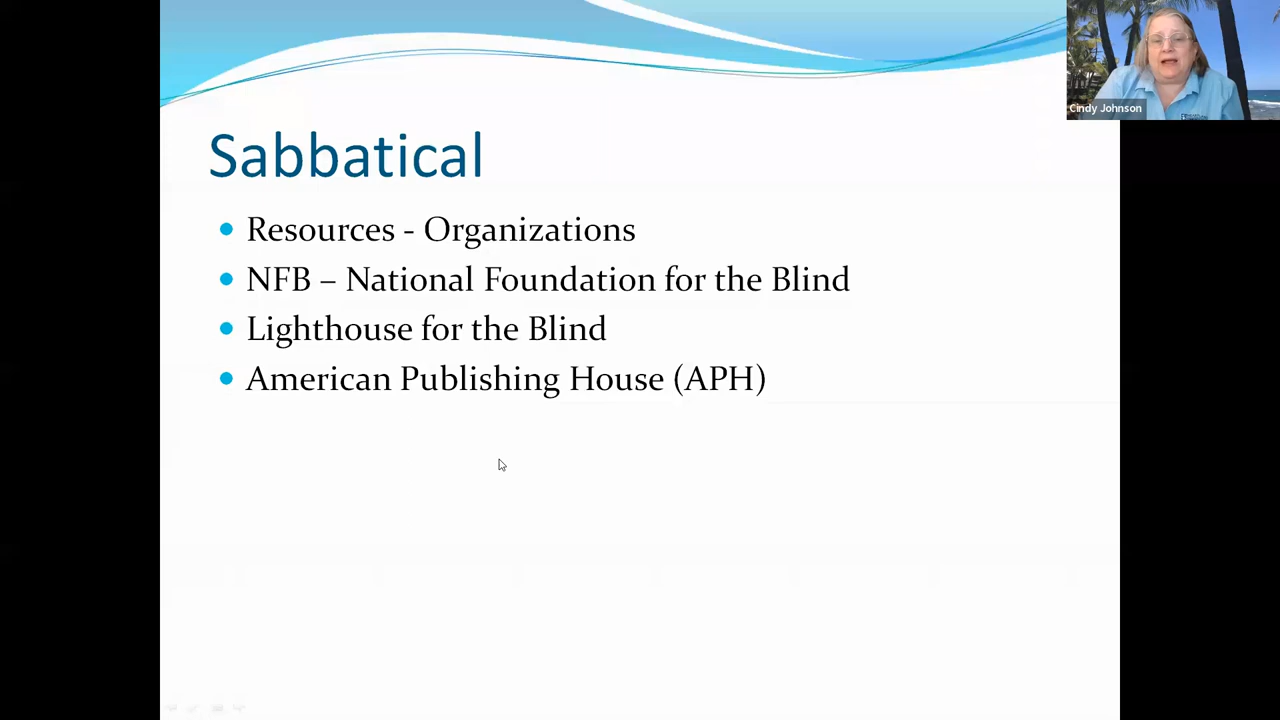 Cindy Johnson
Sabbatical
Resources - Organizations
NFB – National Foundation for the Blind
Lighthouse for the Blind
American Publishing House (APH)